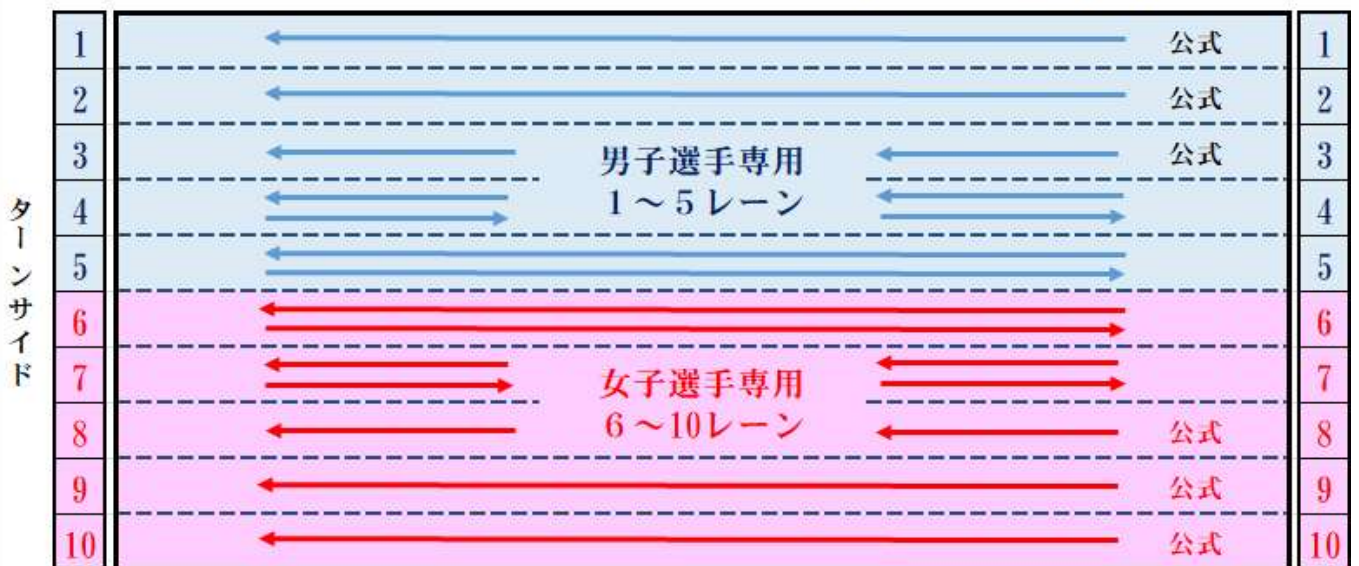 1 公式 1
2 公式 2
3 公式 3
男子選手専用
1~5レーン
4 4
5 5
ターンサイド
6 6
7 7
女子選手専用
6~10レーン
8 公式 8
9 公式 9
10 公式 10